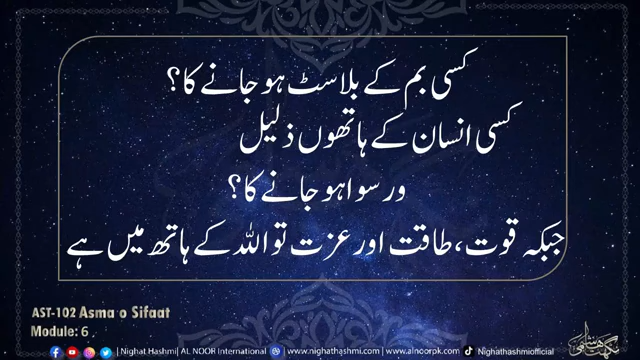 کسی بم کے بلاسٹ ہو جانے کا؟
کسی انسان کے ہاتھوں ذلیل
ورسوا ہو جانے کا؟
جبکہ قوت، طاقت اور عزت تو اللہ کے ہاتھ میں ہے
AST-102 Asma o Sifaat
Module: 6
| Nighat Hashmi| AL NOOR International
www.nighathashmi.com - www.alnoorpk.com
Nighathashmiofficial